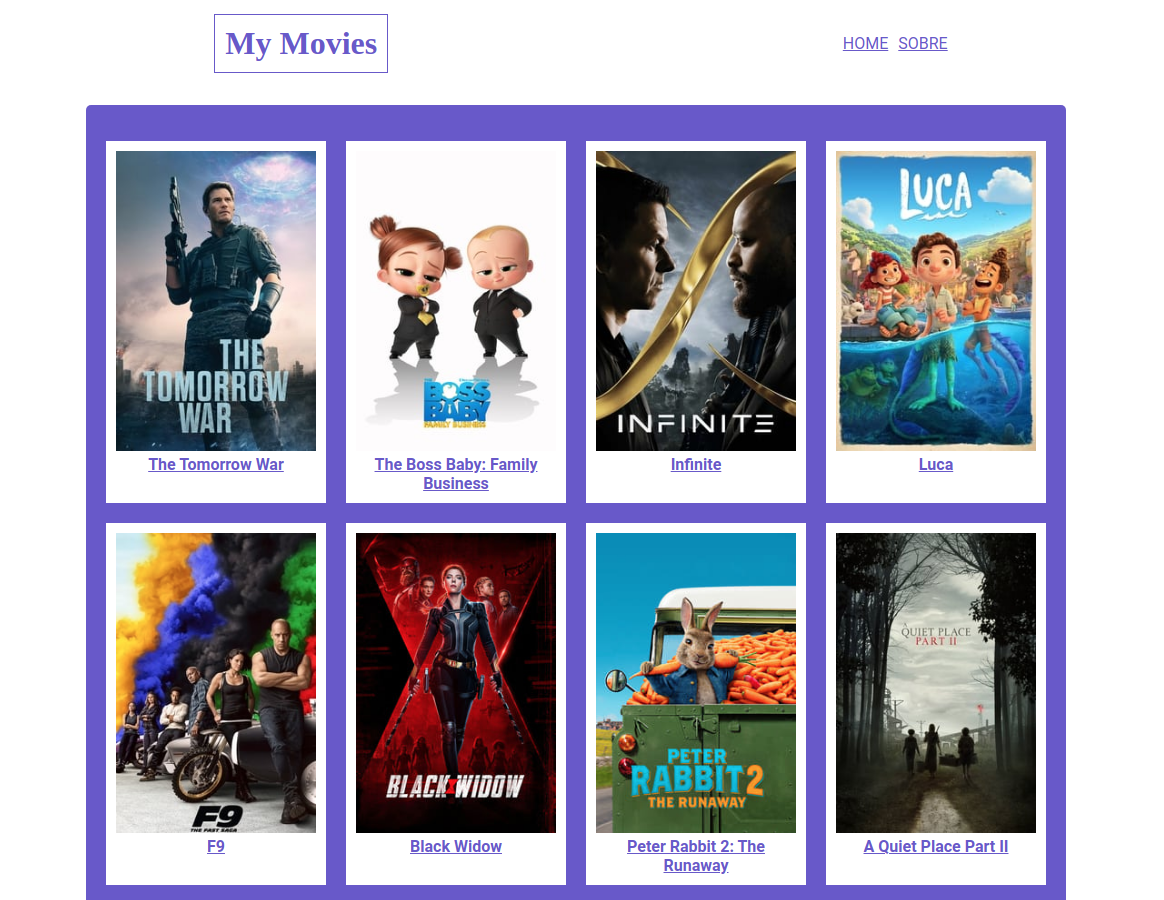 My Movies
HOME SOBRE
THE
TOMORROW
WAR
The Tomorrow War
BOSS
BABY
FAMILY BUSINESS
The Boss Baby: Family
Business
INFINITE
Infinite
LUCA
Luca
F9
THE FAST SAGA
F9
BLACK WIDOW
Black Widow
PETER
RABBIT 2
THE RUNAWAY
Peter Rabbit 2: The
Runaway
A QUIET PLACE
PART II
A Quiet Place Part II